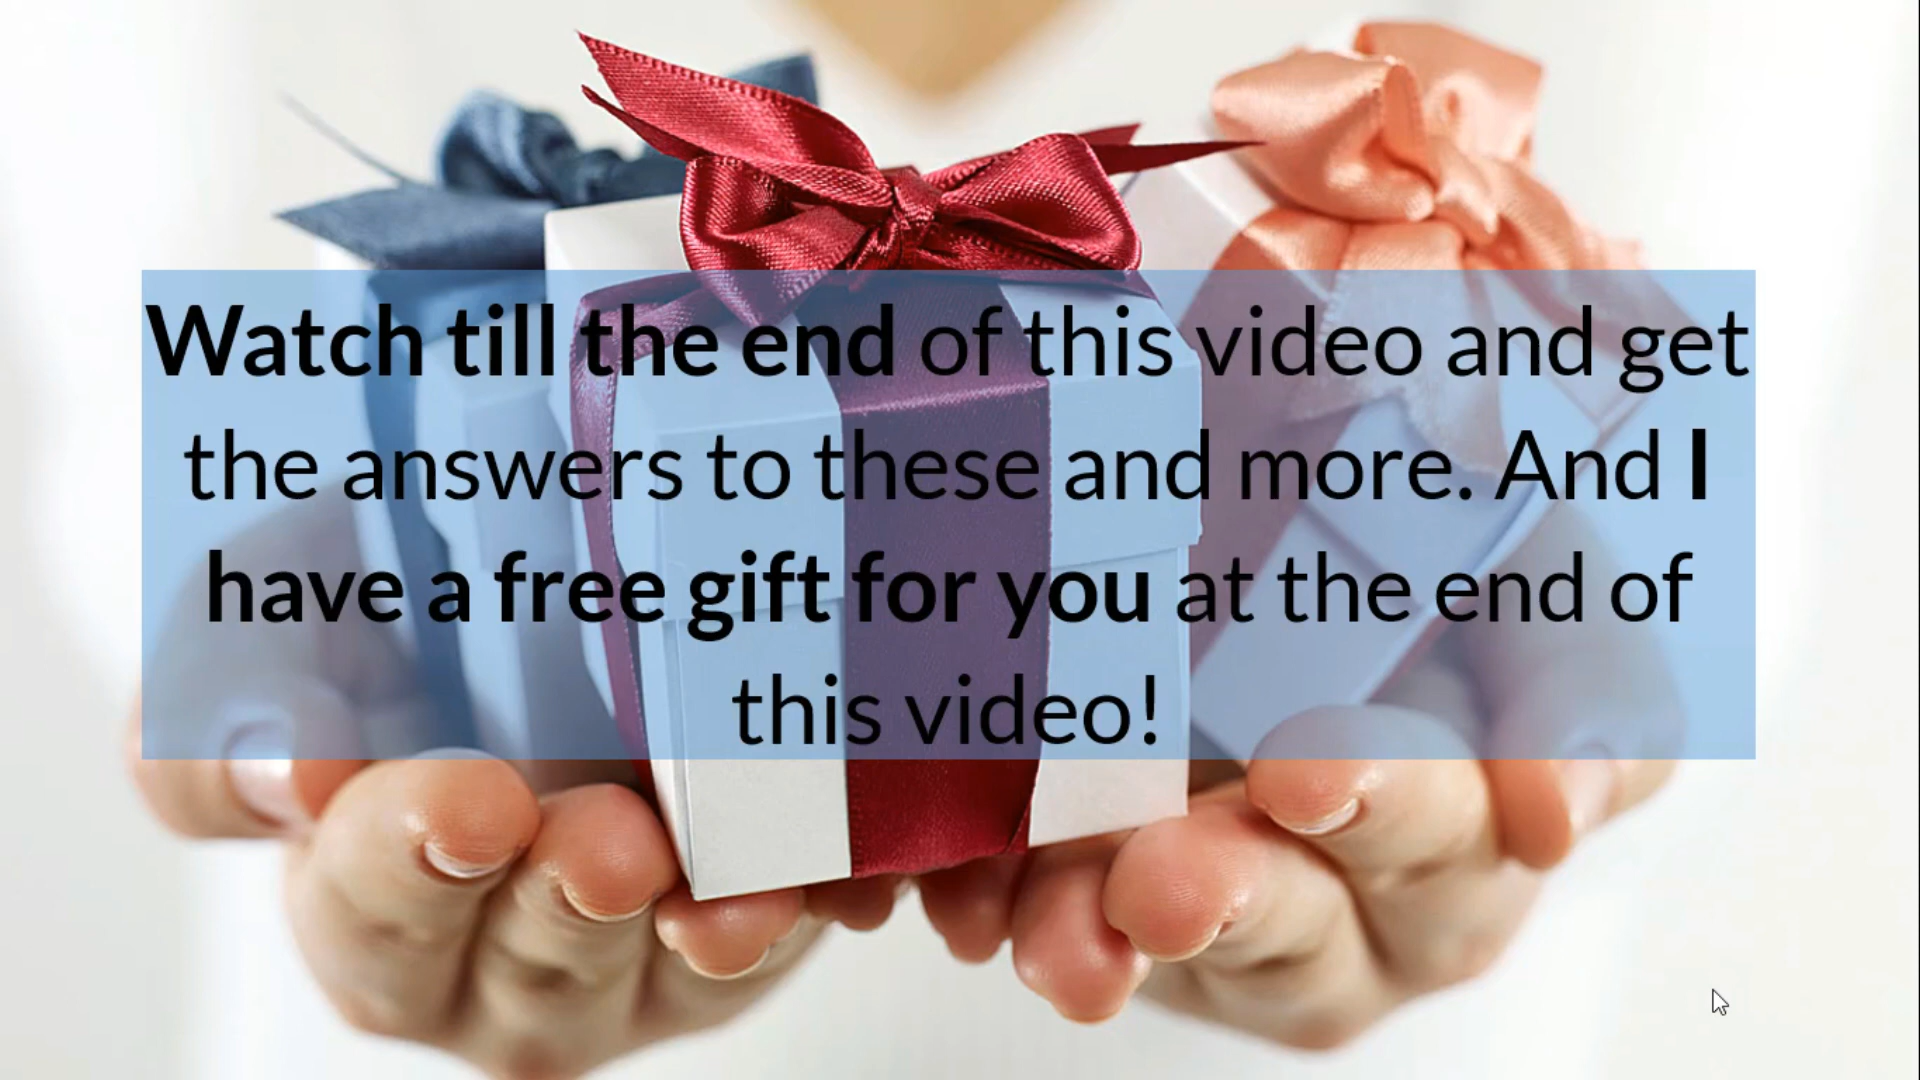 Watch till the end of this video and get
the answers to these and more. And I
have a free gift for you at the end of
this video!